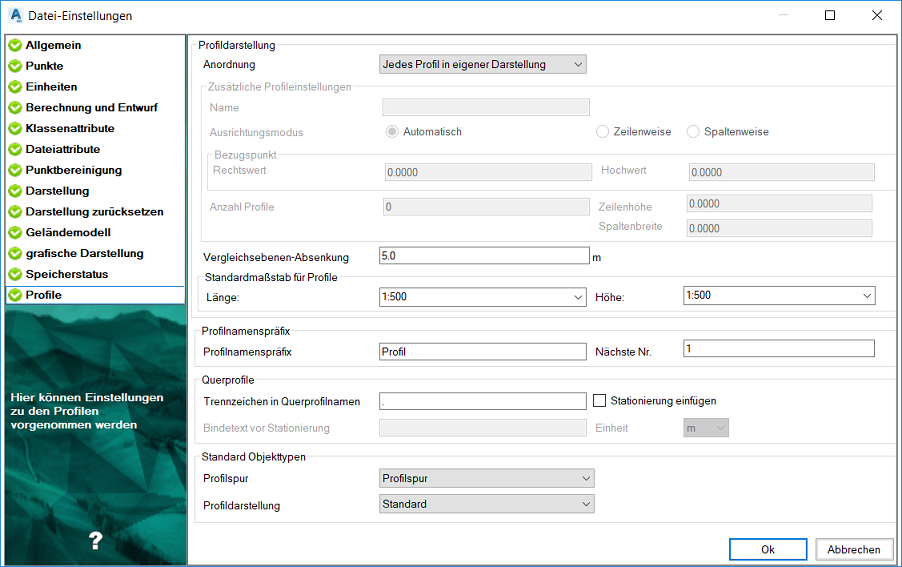 Datei-Einstellungen
Allgemein
Punkte
Einheiten
Berechnung und Entwurf
Klassenattribute
Dateiattribute
Punktbereinigung
Darstellung
Darstellung zurücksetzen
Geländemodell
grafische Darstellung
Speicherstatus
Profile
Hier können Einstellungen
zu den Profilen
vorgenommen werden
?
Profildarstellung
Anordnung Jedes Profil in eigener Darstellung
Zusätzliche Profileinstellungen
Name
Ausrichtungsmodus Automatisch Zeilenweise Spaltenweise
Bezugspunkt
Rechtswert 0.0000 Hochwert 0.0000
Anzahl Profile 0 Zeilenhöhe 0.0000
Spaltenbreite 0.0000
Vergleichsebenen-Absenkung 5.0 m
Standardmaßstab für Profile
Länge: 1:500 Höhe: 1:500
Profilnamenspräfix
Profilnamenspräfix Profil Nächste Nr. 1
Querprofile
Trennzeichen in Querprofilnamen . Stationierung einfügen
Bindetext vor Stationierung Einheit m
Standard Objekttypen
Profilspur Profilspur
Profildarstellung Standard
Ok Abbrechen